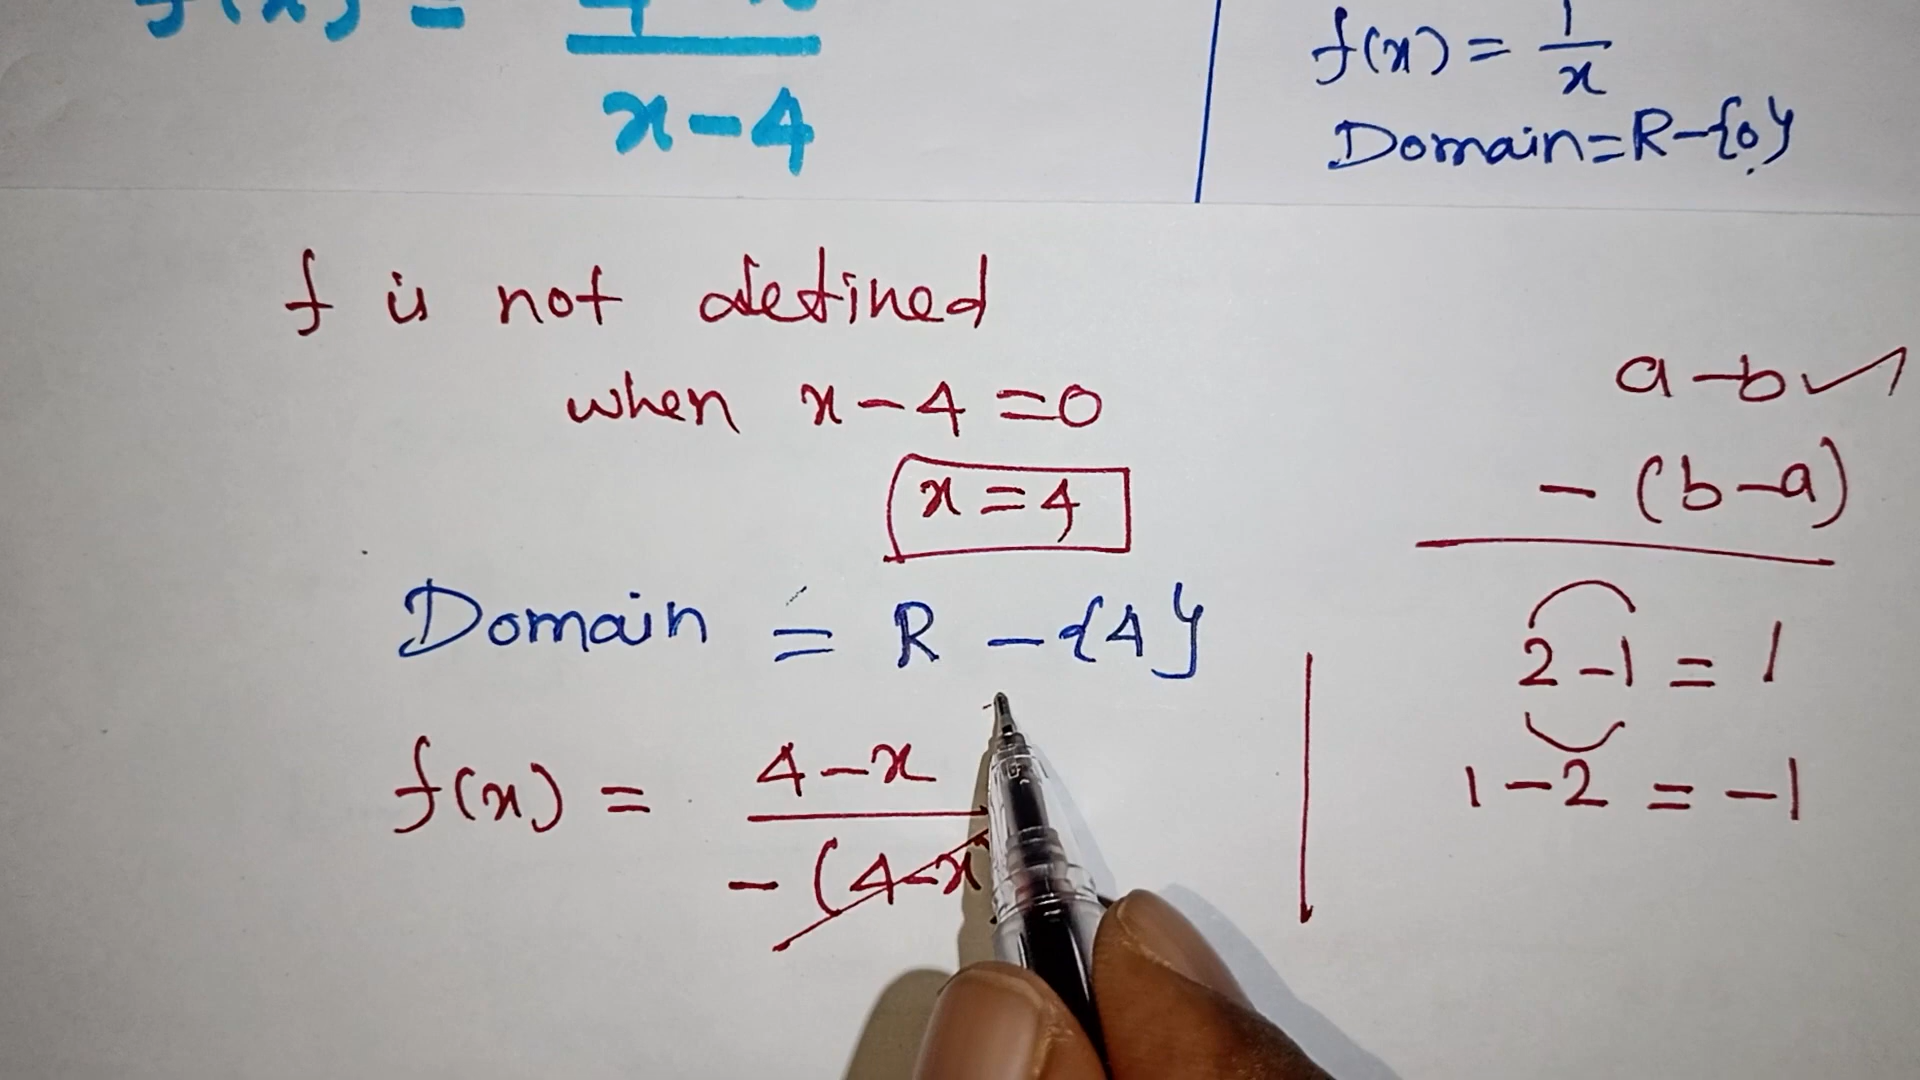 f(x) = 4-x
x-4
f(x) = 1
x
Domain=R-{0}
f is not defined
when x-4=0
x=4
Domain = R-{4}
f(x) = 4-x
-(4-x
a-b✓
-(b-a)
2-1=1
1-2=-1